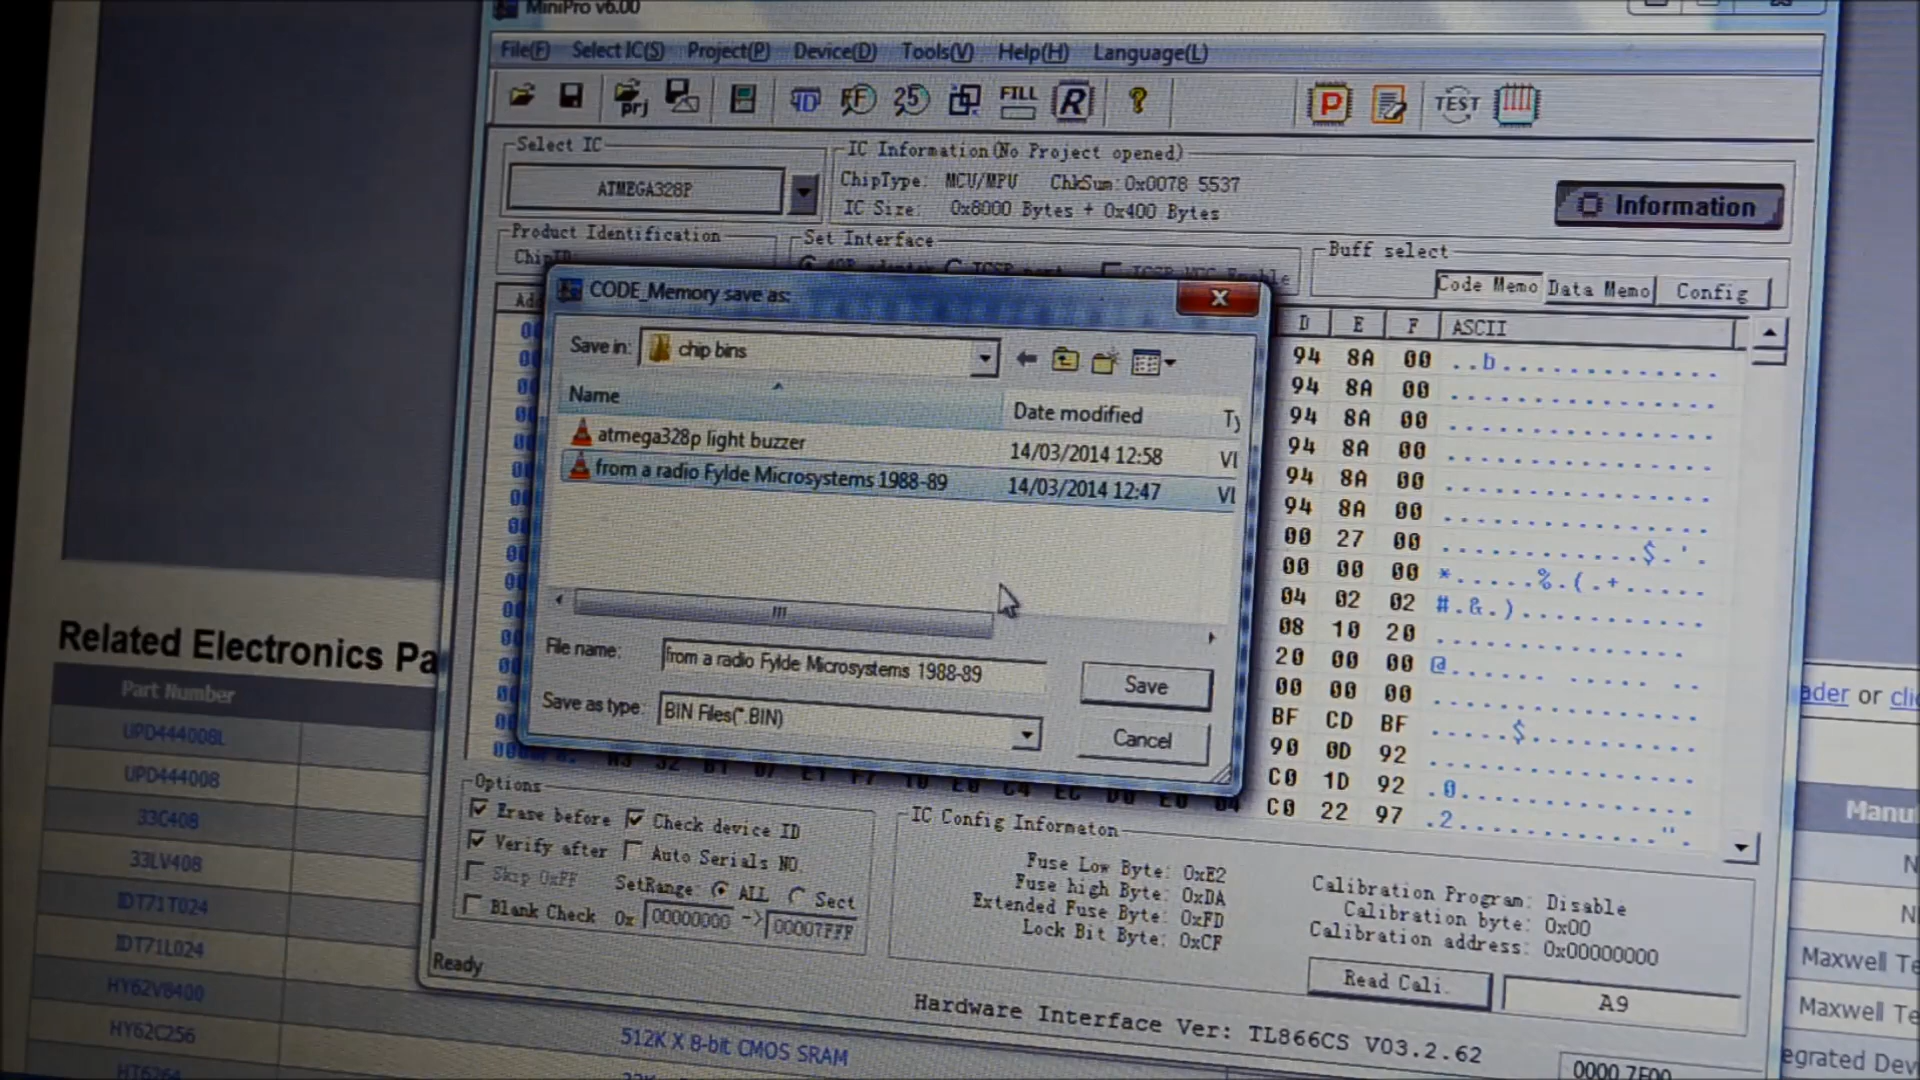 MiniPro v6.00
File(F) Select IC(S) Project(P) Device(D) Tools(V) Help(H) Language(L)
prj FF 25 FILL R ? P TEST
Select IC
ATMEGA328P
IC Information(No Project opened)
ChipType: MCU/MPU ChkSum:0x0078 5537
IC Size: 0x8000 Bytes + 0x400 Bytes
Information
Product Identification
Set Interface
Buff select
Code Memo Data Memo Config
CODE_Memory save as:
Save in: chip bins
Name Date modified Ty
atmega328p light buzzer 14/03/2014 12:58 VL
from a radio Fylde Microsystems 1988-89 14/03/2014 12:47 VL
File name: from a radio Fylde Microsystems 1988-89
Save
Save as type: BIN Files(*.BIN)
Cancel
D E F ASCII
94 8A 00 ..b.............
94 8A 00 ................
94 8A 00 ................
94 8A 00 ................
94 8A 00 ................
94 8A 00 ................
00 27 00 ............$.'.
00 00 00 *.....%.(.+.....
04 02 02 #.&.)...........
08 10 20
20 00 00
00 00 00
BF CD BF
90 0D 92
C0 1D 92
C0 22 97
Options
Erase before Check device ID
Verify after Auto Serials NO.
Skip 0xFF SetRange: ALL Sect
Blank Check 0x 00000000 -> 00007FFF
Ready
IC Config Informaton
Fuse Low Byte: 0xE2
Fuse high Byte: 0xDA
Extended Fuse Byte: 0xFD
Lock Bit Byte: 0xCF
Calibration Program: Disable
Calibration byte: 0x00
Calibration address: 0x00000000
Read Cali. A9
Hardware Interface Ver: TL866CS V03.2.62
0000 7F00
Related Electronics Pa
Part Number
UPD444008L
UPD444008
33C408
33LV408
IDT71T024
IDT71L024
HY62V8400
HY62C256
HT6264
512K X 8-bit CMOS SRAM
ader or cli
Manu
N
N
Maxwell Te
Maxwell Te
egrated Dev